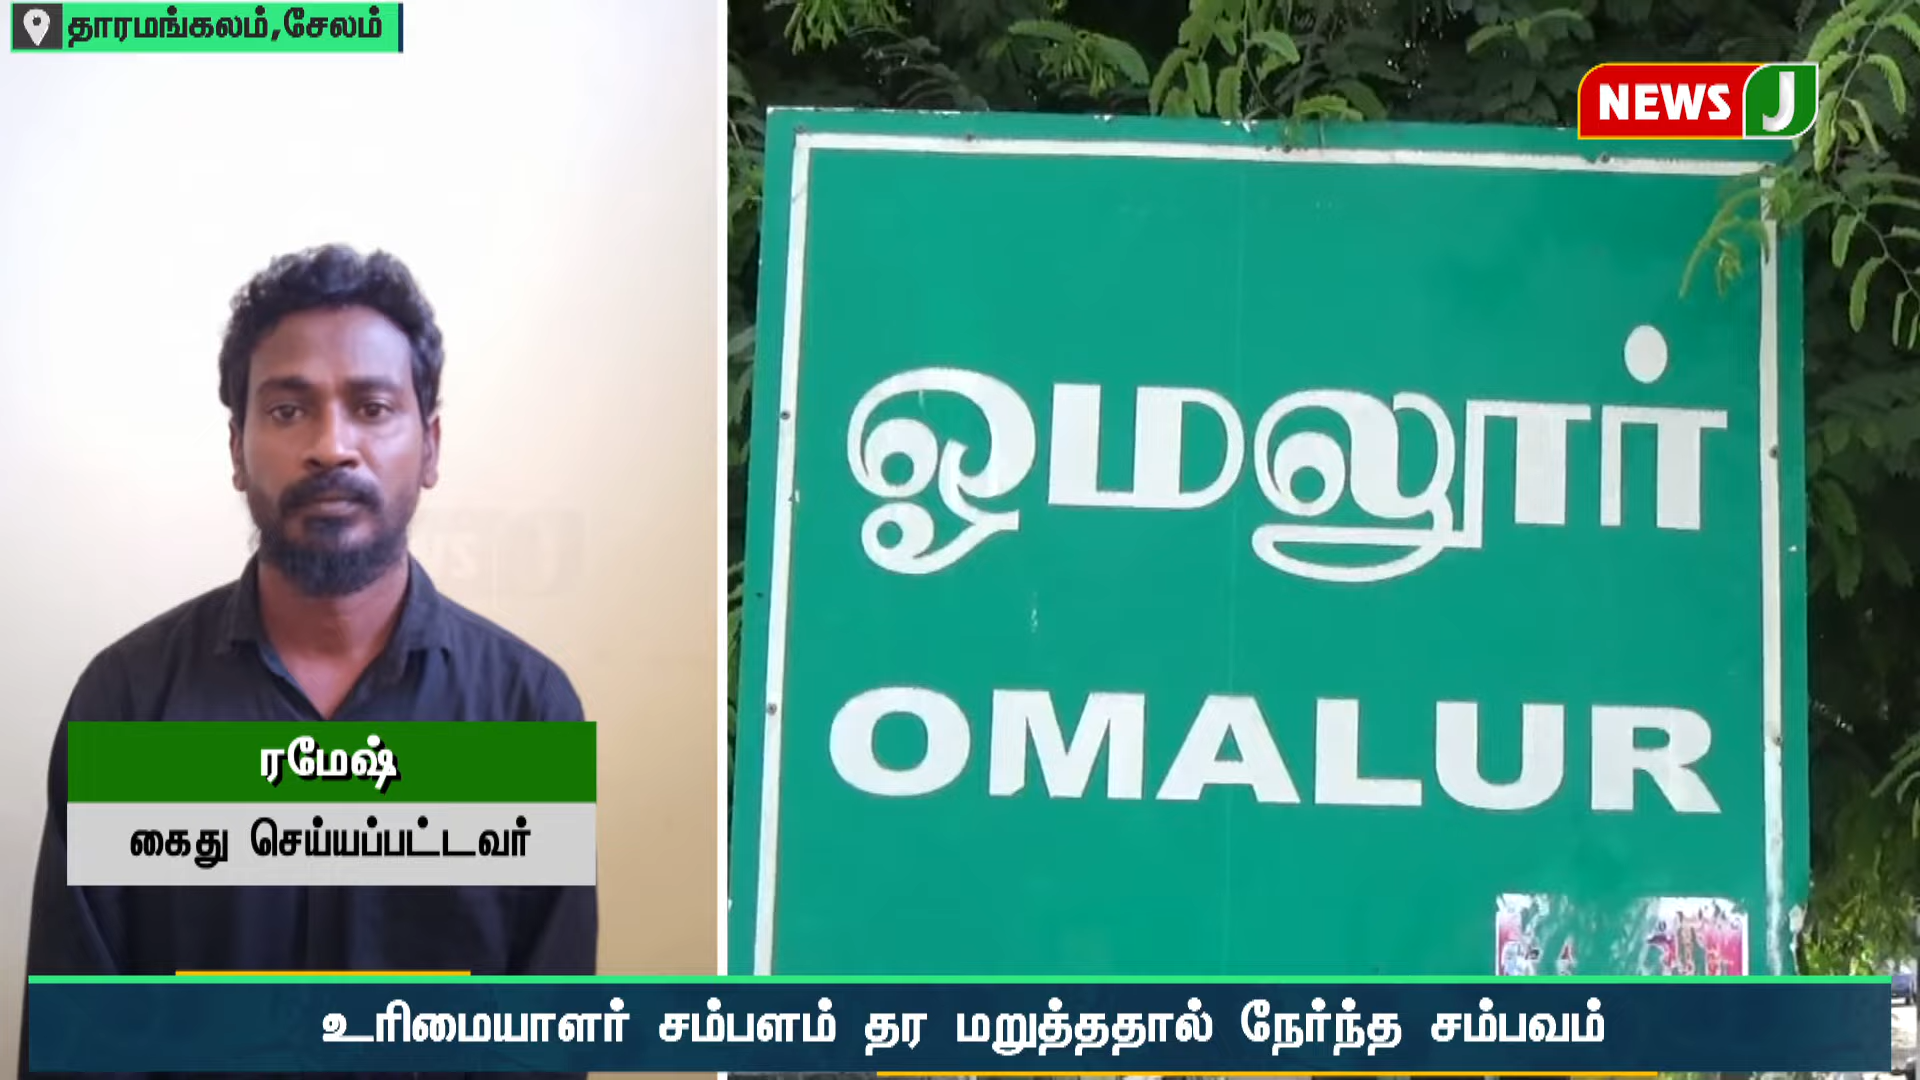 தாரமங்கலம்,சேலம்
NEWS J
ஓமலூர்
OMALUR
ரமேஷ்
கைது செய்யப்பட்டவர்
உரிமையாளர் சம்பளம் தர மறுத்ததால் நேர்ந்த சம்பவம்